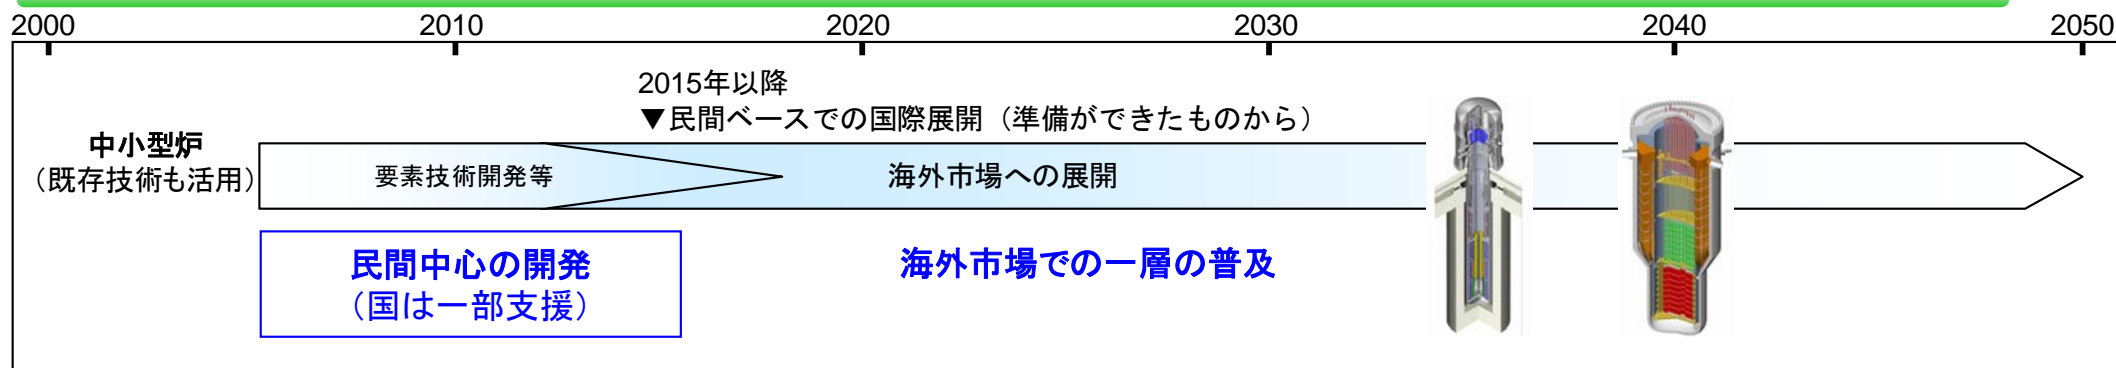 2000 2010 2020 2030 2040 2050
2015年以降
▼民間ベースでの国際展開（準備ができたものから）
中小型炉
（既存技術も活用）
要素技術開発等
海外市場への展開
民間中心の開発
（国は一部支援）
海外市場での一層の普及